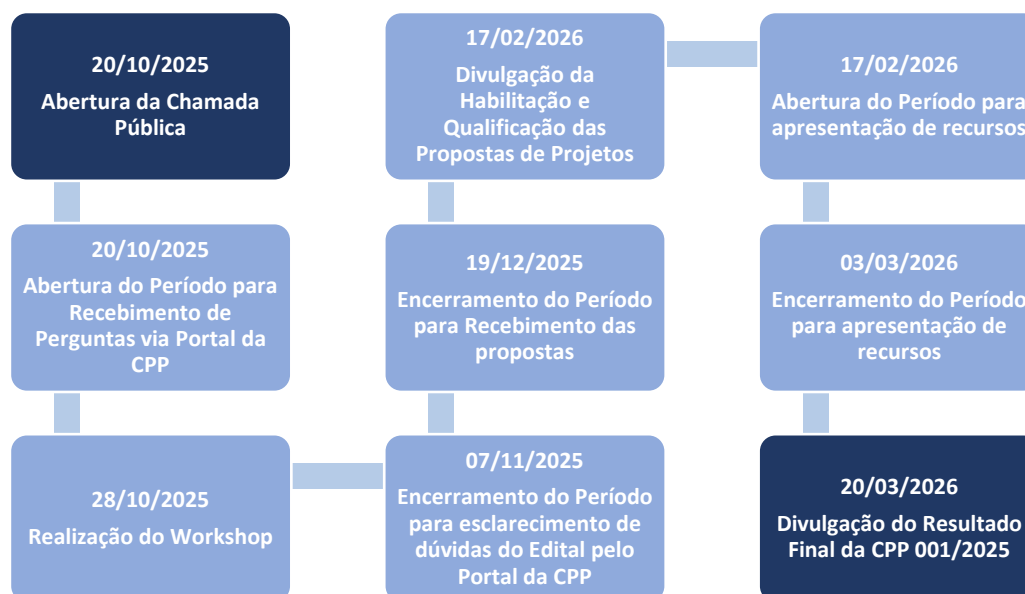 20/10/2025
Abertura da Chamada
Pública
20/10/2025
Abertura do Período para
Recebimento de
Perguntas via Portal da
CPP
28/10/2025
Realização do Workshop
07/11/2025
Encerramento do Período
para esclarecimento de
dúvidas do Edital pelo
Portal da CPP
19/12/2025
Encerramento do Período
para Recebimento das
propostas
17/02/2026
Divulgação da
Habilitação e
Qualificação das
Propostas de Projetos
17/02/2026
Abertura do Período para
apresentação de recursos
03/03/2026
Encerramento do Período
para apresentação de
recursos
20/03/2026
Divulgação do Resultado
Final da CPP 001/2025